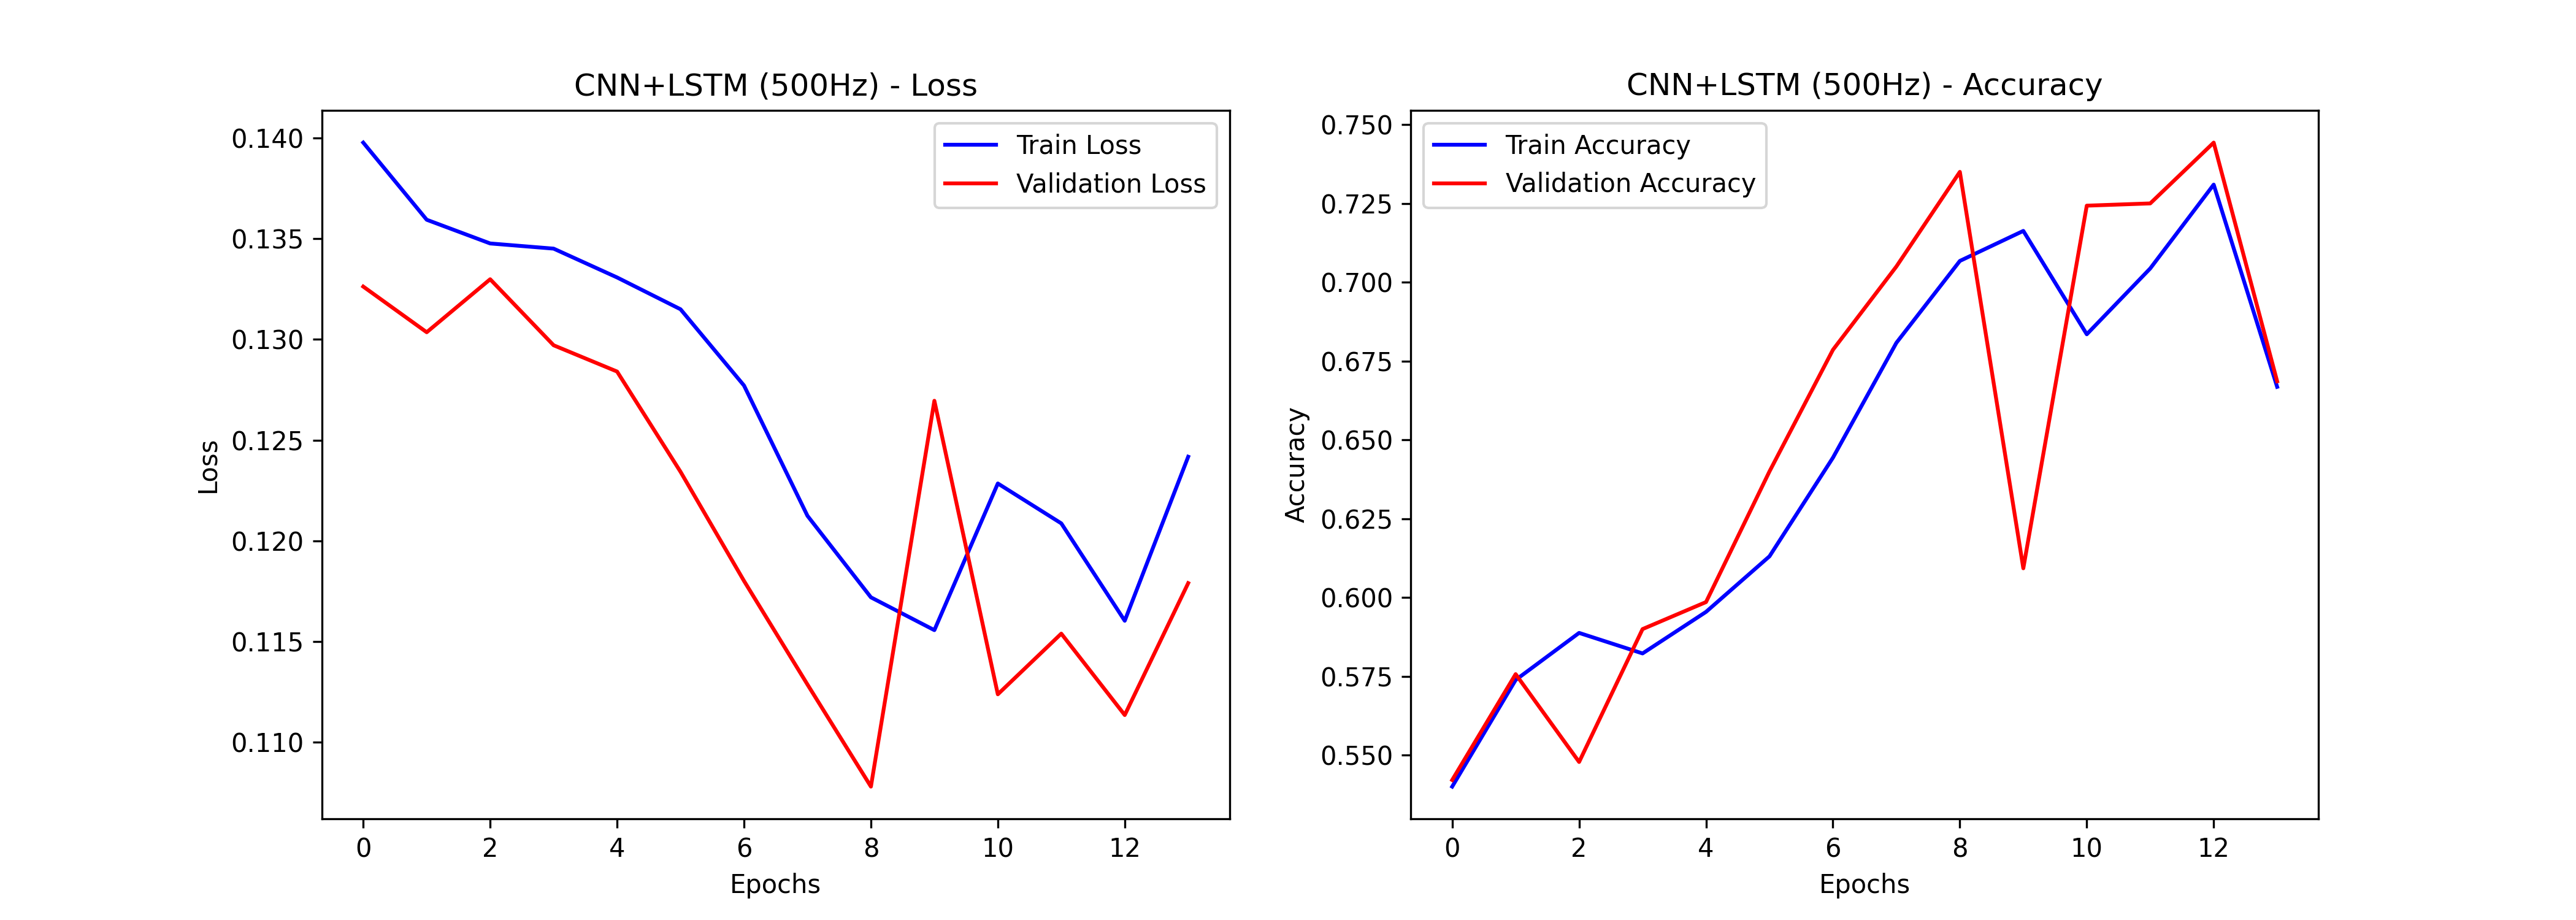 CNN+LSTM (500Hz) - Loss
0.140
0.135
0.130
0.125
0.120
0.115
0.110
Loss
0 2 4 6 8 10 12
Epochs
Train Loss
Validation Loss
CNN+LSTM (500Hz) - Accuracy
0.750
0.725
0.700
0.675
0.650
0.625
0.600
0.575
0.550
Accuracy
0 2 4 6 8 10 12
Epochs
Train Accuracy
Validation Accuracy